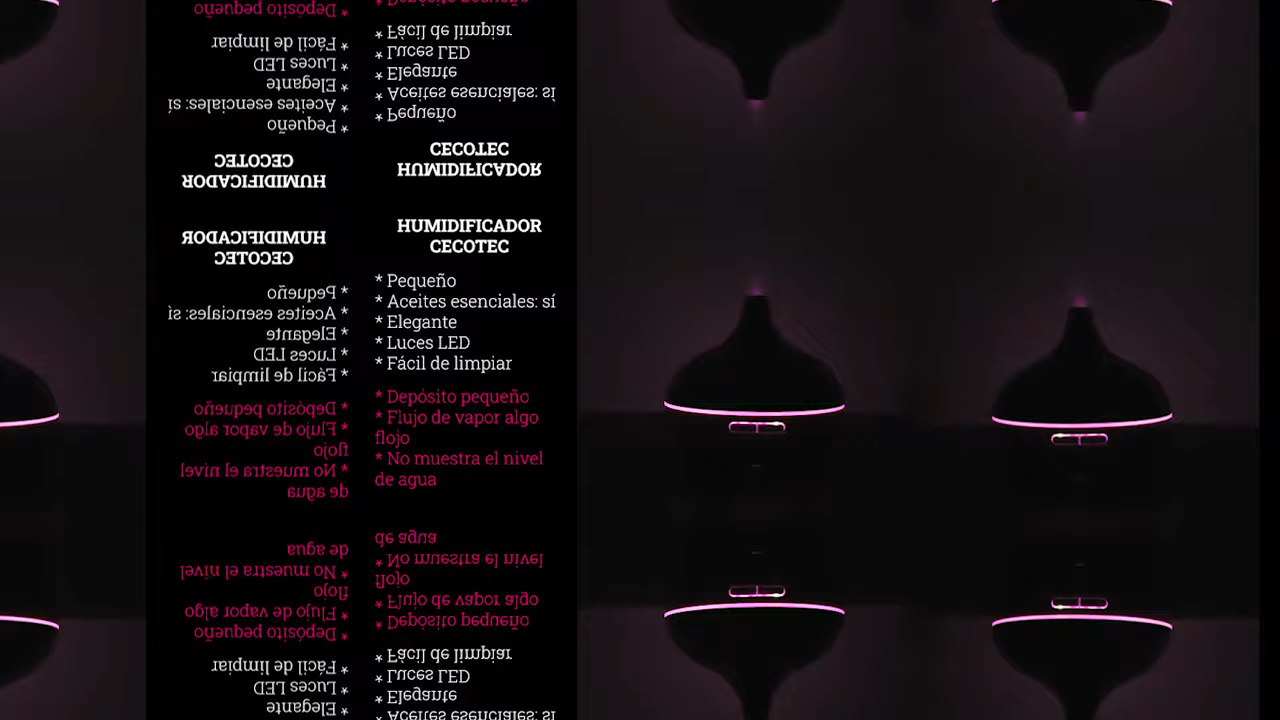 HUMIDIFICADOR
CECOTEC
* Pequeño
* Aceites esenciales: sí
* Elegante
* Luces LED
* Fácil de limpiar
* Depósito pequeño
* Flujo de vapor algo
flojo
* No muestra el nivel
de agua